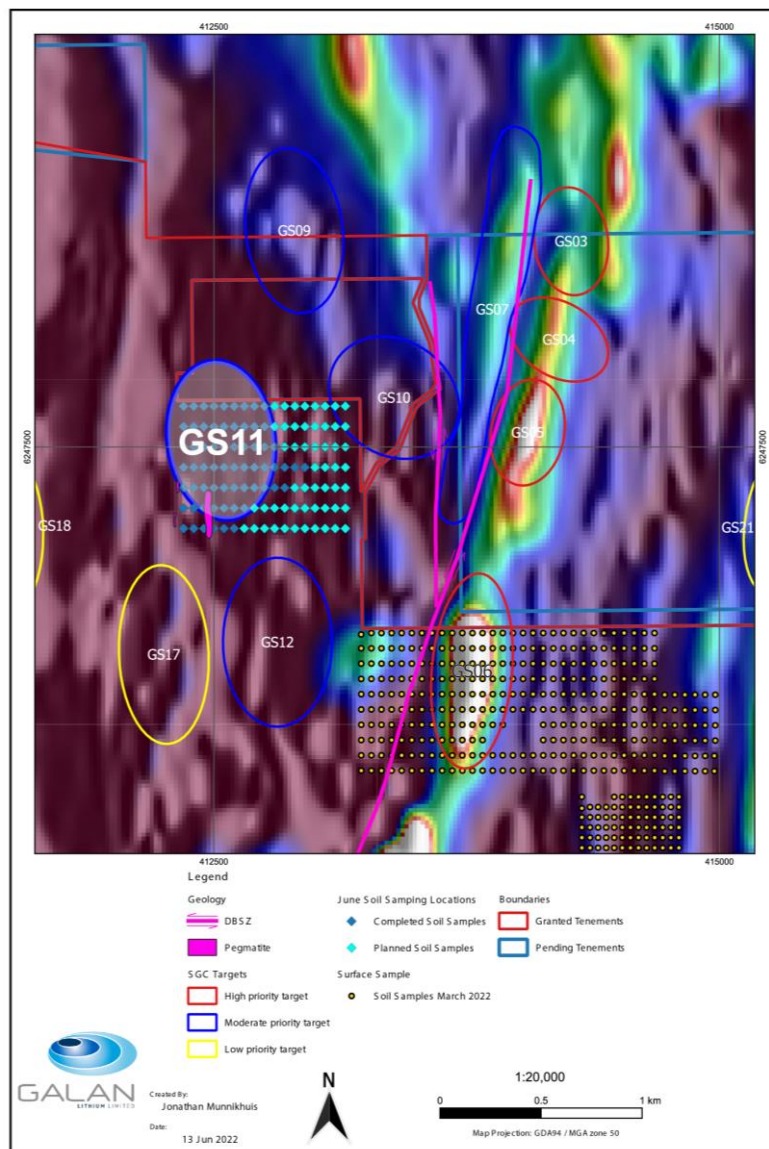 412500 415000
GS09
GS03
GS07
GS04
GS10
GS05
GS11
6247500 6247500
GS18 GS21
GS17 GS12
GS06
412500 415000
Legend
Geology
DBSZ
Pegmatite
SGC Targets
High priority target
Moderate priority target
Low priority target
June Soil Sampling Locations
Completed Soil Samples
Planned Soil Samples
Surface Sample
Soil Samples March 2022
Boundaries
Granted Tenements
Pending Tenements
GALAN
LITHIUM LIMITED
Created By:
Jonathan Munnikhuis
Date:
13 Jun 2022
N
1:20,000
0 0.5 1 km
Map Projection: GDA94 / MGA zone 50